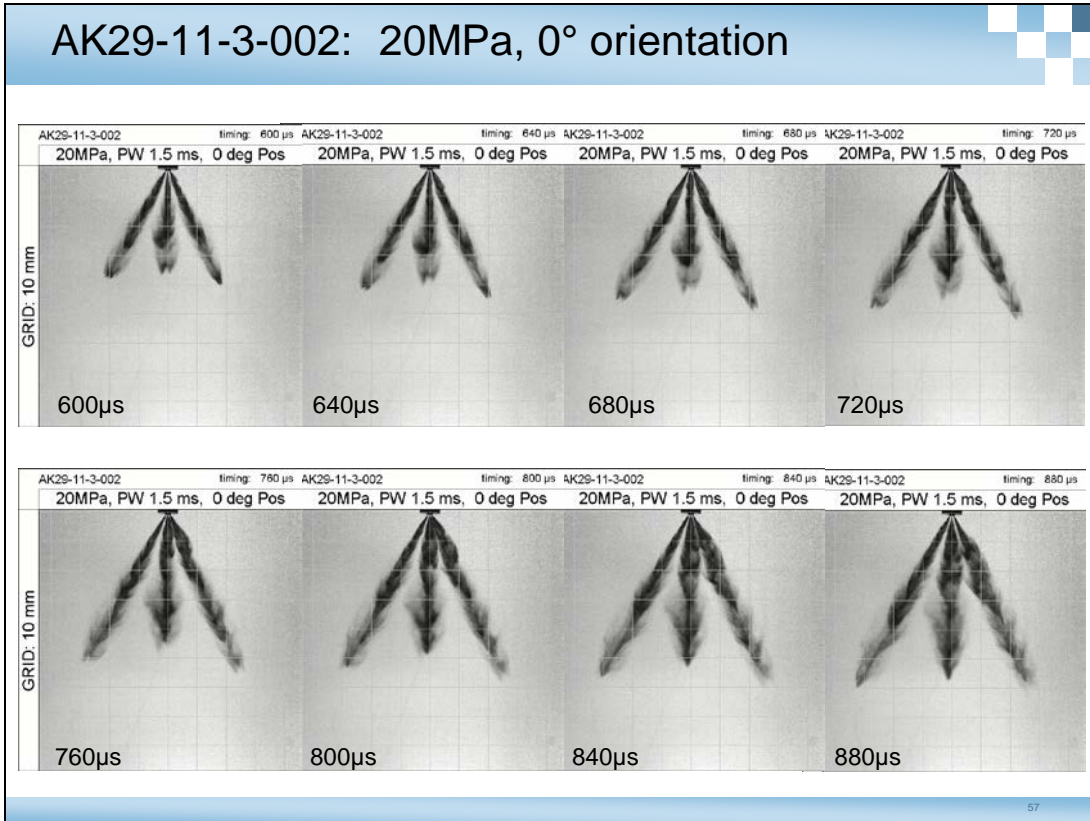 AK29-11-3-002: 20MPa, 0° orientation
AK29-11-3-002 timing: 600 µs AK29-11-3-002 timing: 640 µs AK29-11-3-002 timing: 680 µs AK29-11-3-002 timing: 720 µs
20MPa, PW 1.5 ms, 0 deg Pos 20MPa, PW 1.5 ms, 0 deg Pos 20MPa, PW 1.5 ms, 0 deg Pos 20MPa, PW 1.5 ms, 0 deg Pos
GRID: 10 mm
600µs 640µs 680µs 720µs
AK29-11-3-002 timing: 760 µs AK29-11-3-002 timing: 800 µs AK29-11-3-002 timing: 840 µs AK29-11-3-002 timing: 880 µs
20MPa, PW 1.5 ms, 0 deg Pos 20MPa, PW 1.5 ms, 0 deg Pos 20MPa, PW 1.5 ms, 0 deg Pos 20MPa, PW 1.5 ms, 0 deg Pos
GRID: 10 mm
760µs 800µs 840µs 880µs
57